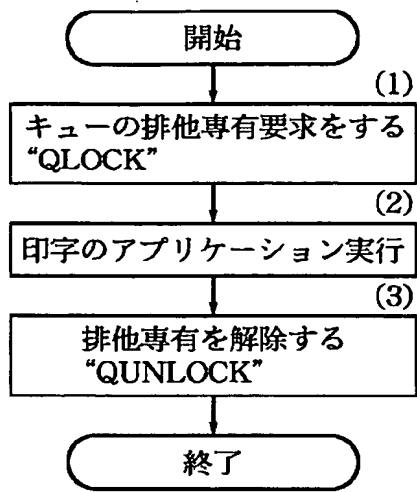 開始
(1)
キューの排他専有要求をする
“QLOCK”
(2)
印字のアプリケーション実行
(3)
排他専有を解除する
“QUNLOCK”
終了